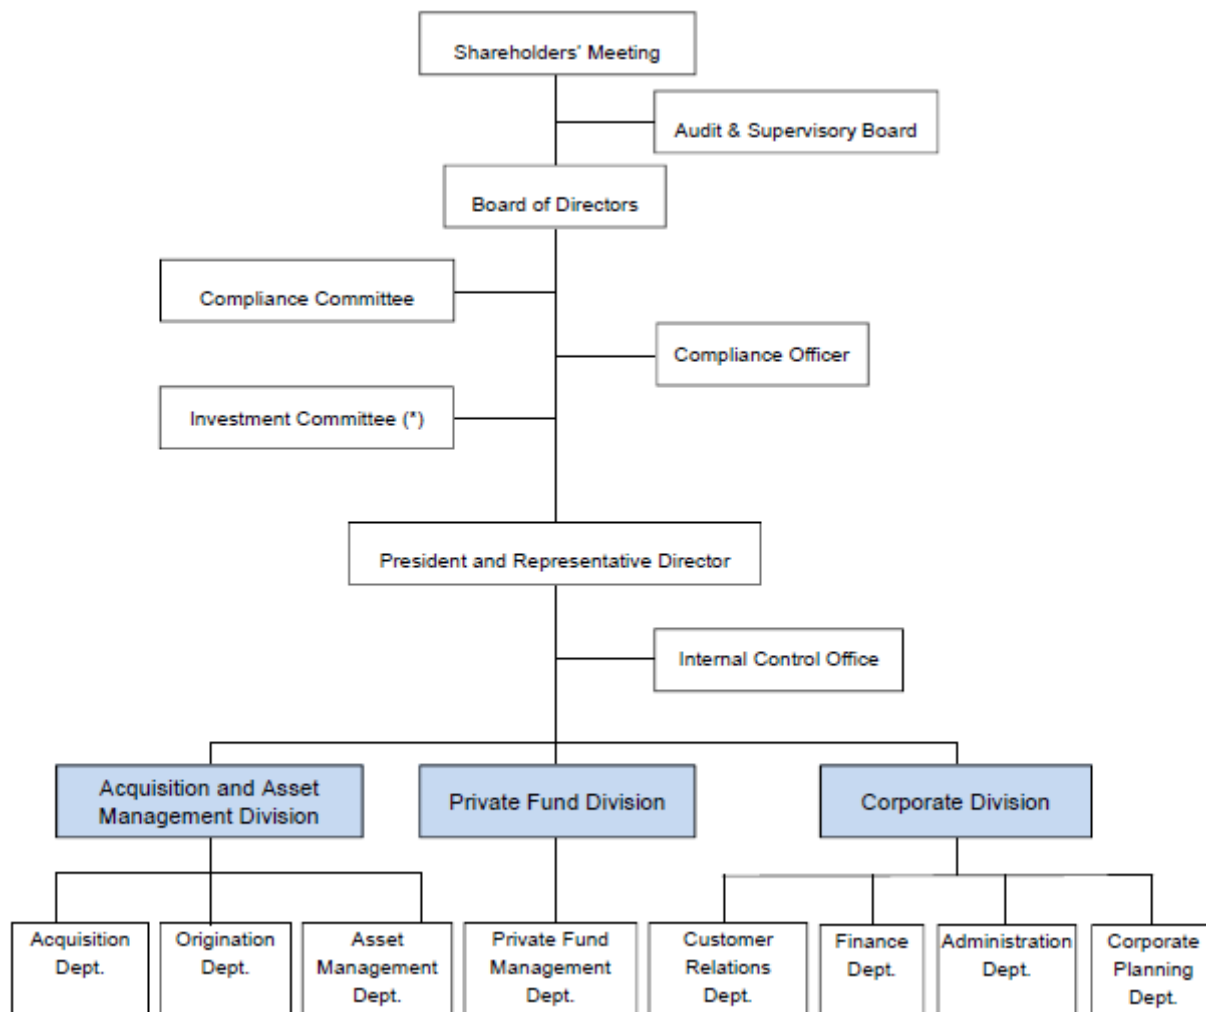 Shareholders' Meeting
Audit & Supervisory Board
Board of Directors
Compliance Committee
Compliance Officer
Investment Committee (*)
President and Representative Director
Internal Control Office
Acquisition and Asset
Management Division
Private Fund Division
Corporate Division
Acquisition
Dept.
Origination
Dept.
Asset
Management
Dept.
Private Fund
Management
Dept.
Customer
Relations
Dept.
Finance
Dept.
Administration
Dept.
Corporate
Planning
Dept.